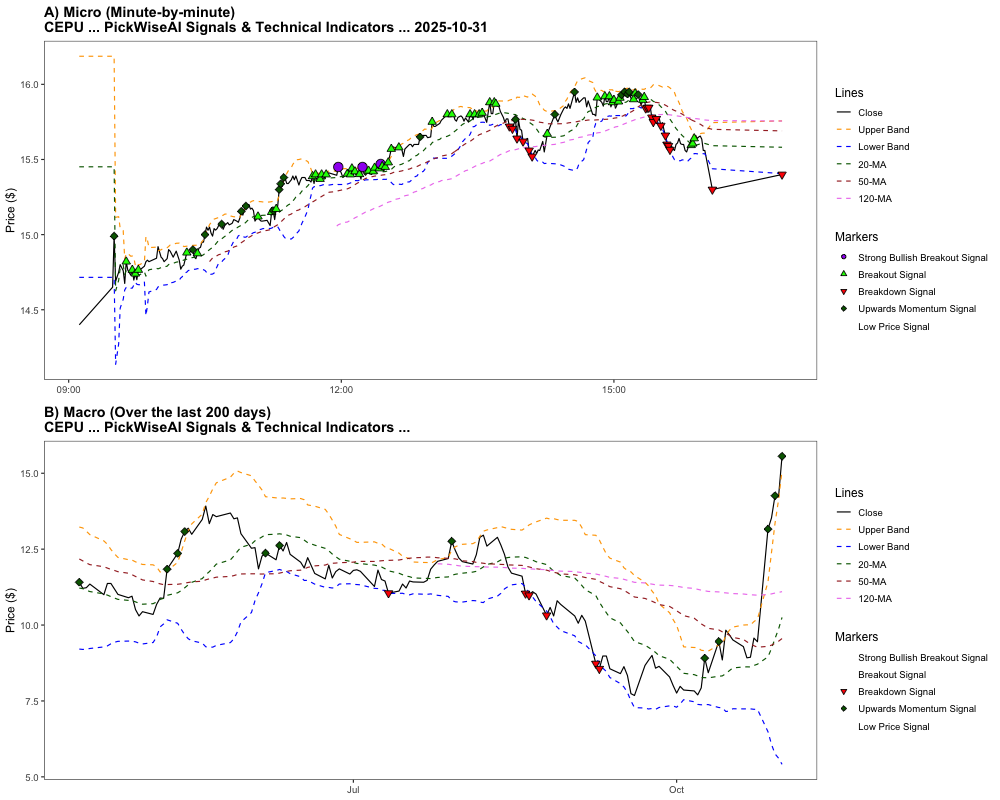 A) Micro (Minute-by-minute)
CEPU ... PickWiseAI Signals & Technical Indicators ... 2025-10-31
Price ($)
16.0
15.5
15.0
14.5
09:00
12:00
15:00
Lines
Close
Upper Band
Lower Band
20-MA
50-MA
120-MA
Markers
Strong Bullish Breakout Signal
Breakout Signal
Breakdown Signal
Upwards Momentum Signal
Low Price Signal
B) Macro (Over the last 200 days)
CEPU ... PickWiseAI Signals & Technical Indicators ...
Price ($)
15.0
12.5
10.0
7.5
5.0
Jul
Oct
Lines
Close
Upper Band
Lower Band
20-MA
50-MA
120-MA
Markers
Strong Bullish Breakout Signal
Breakout Signal
Breakdown Signal
Upwards Momentum Signal
Low Price Signal